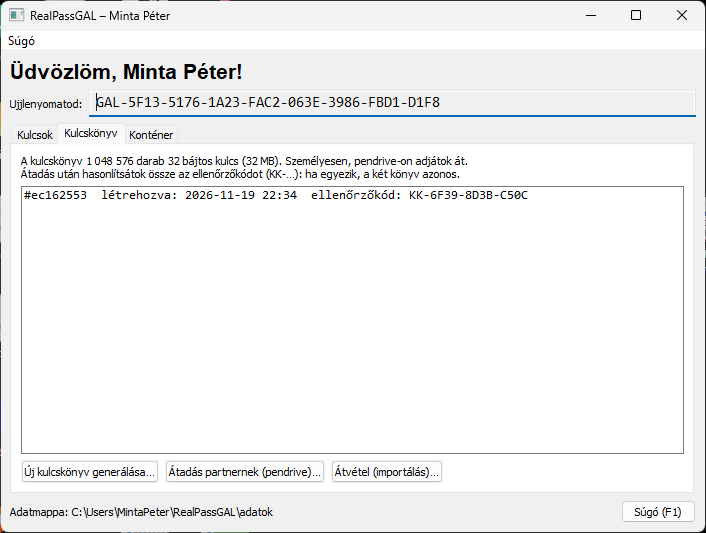 RealPassGAL – Minta Péter
Súgó
Üdvözlöm, Minta Péter!
Ujjlenyomatod: GAL-5F13-5176-1A23-FAC2-063E-3986-FBD1-D1F8
Kulcsok Kulcskönyv Konténer
A kulcskönyv 1 048 576 darab 32 bájtos kulcs (32 MB). Személyesen, pendrive-on adjátok át.
Átadás után hasonlítsátok össze az ellenőrzőkódot (KK-…): ha egyezik, a két könyv azonos.
#ec162553 létrehozva: 2026-11-19 22:34 ellenőrzőkód: KK-6F39-8D3B-C50C
Új kulcskönyv generálása… Átadás partnernek (pendrive)… Átvétel (importálás)…
Adatmappa: C:\Users\MintaPeter\RealPassGAL\adatok Súgó (F1)